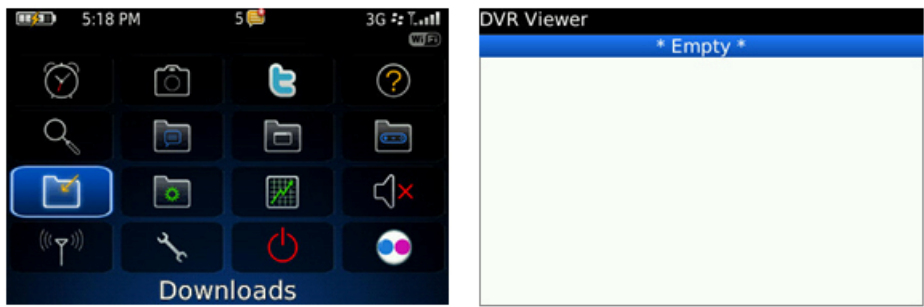 5:18 PM
5
3G
WiFi
Downloads
DVR Viewer
* Empty *